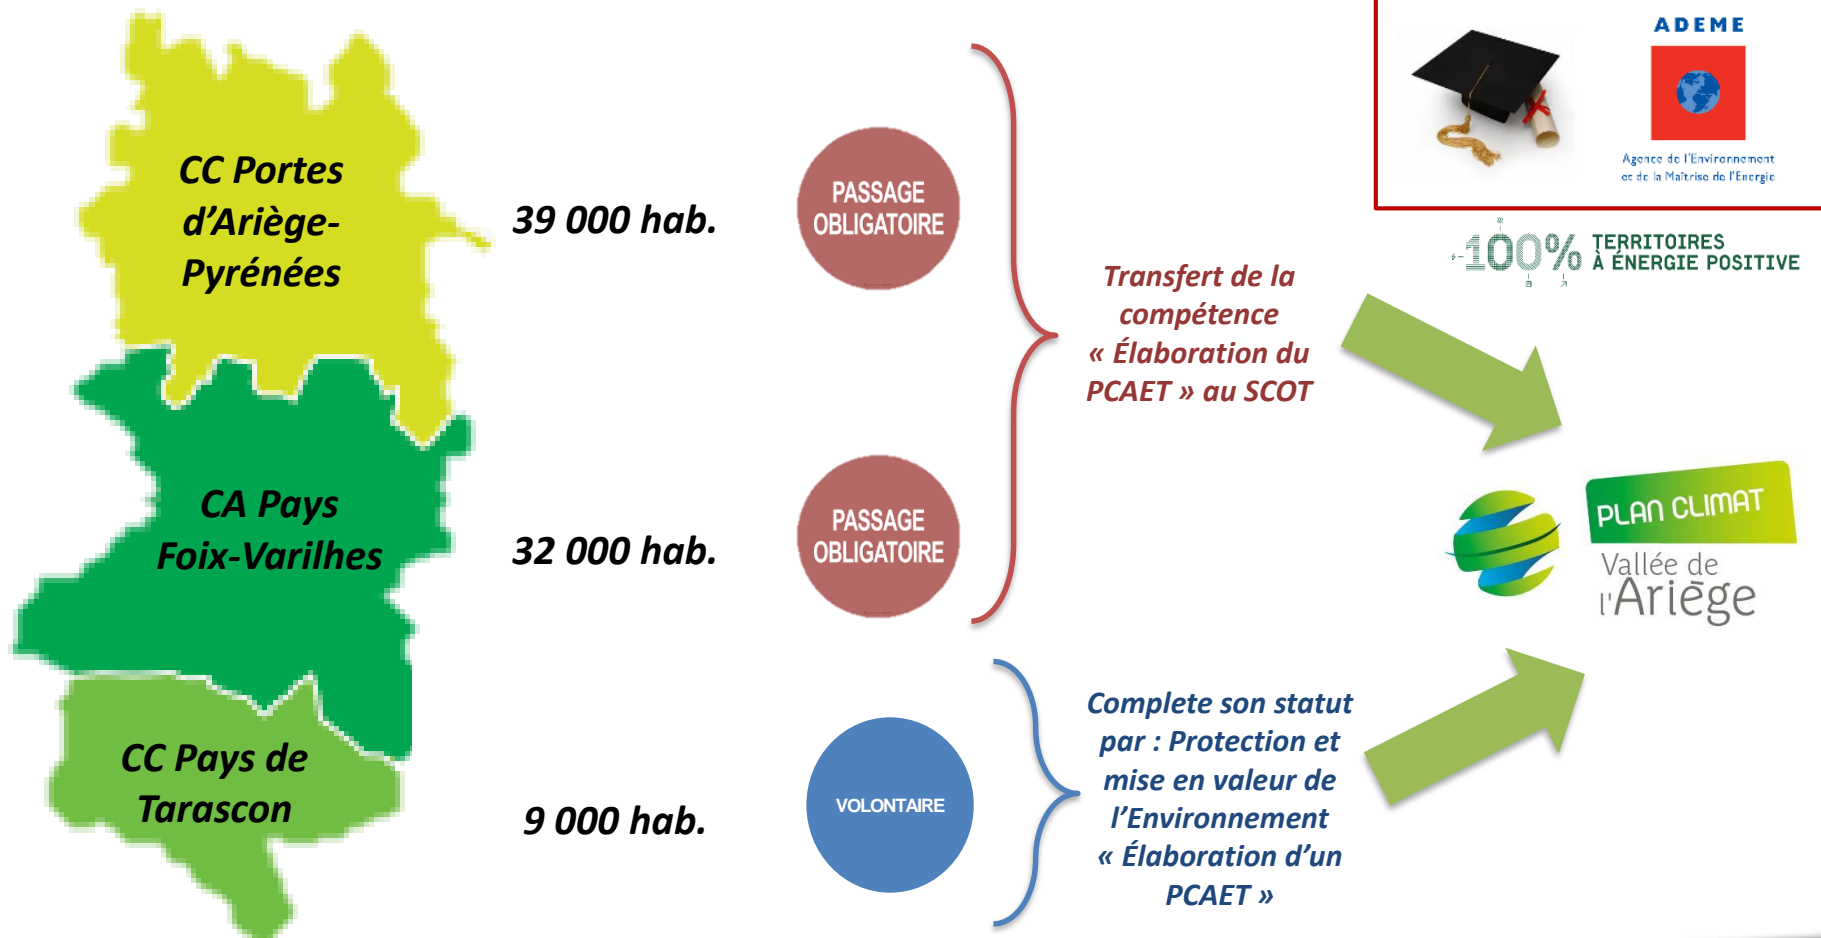 ADEME
Agence de l'Environnement
et de la Maîtrise de l'Energie
100% TERRITOIRES
À ÉNERGIE POSITIVE
CC Portes
d'Ariège-
Pyrénées
39 000 hab.
PASSAGE
OBLIGATOIRE
Transfert de la
compétence
« Élaboration du
PCAET » au SCOT
CA Pays
Foix-Varilhes
32 000 hab.
PASSAGE
OBLIGATOIRE
PLAN CLIMAT
Vallée de
l'Ariège
CC Pays de
Tarascon
9 000 hab.
VOLONTAIRE
Complete son statut
par : Protection et
mise en valeur de
l'Environnement
« Élaboration d'un
PCAET »